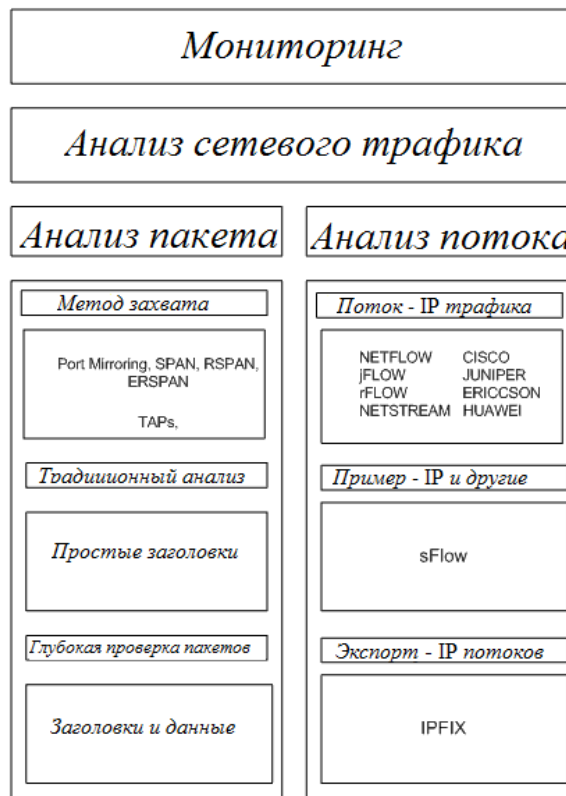 Мониторинг
Анализ сетевого трафика
Анализ пакета
Метод захвата
Port Mirroring, SPAN, RSPAN,
ERSPAN
TAPs,
Традиционный анализ
Простые заголовки
Глубокая проверка пакетов
Заголовки и данные
Анализ потока
Поток - IP трафика
NETFLOW CISCO
jFLOW JUNIPER
rFLOW ERICCSON
NETSTREAM HUAWEI
Пример - IP и другие
sFlow
Экспорт - IP потоков
IPFIX